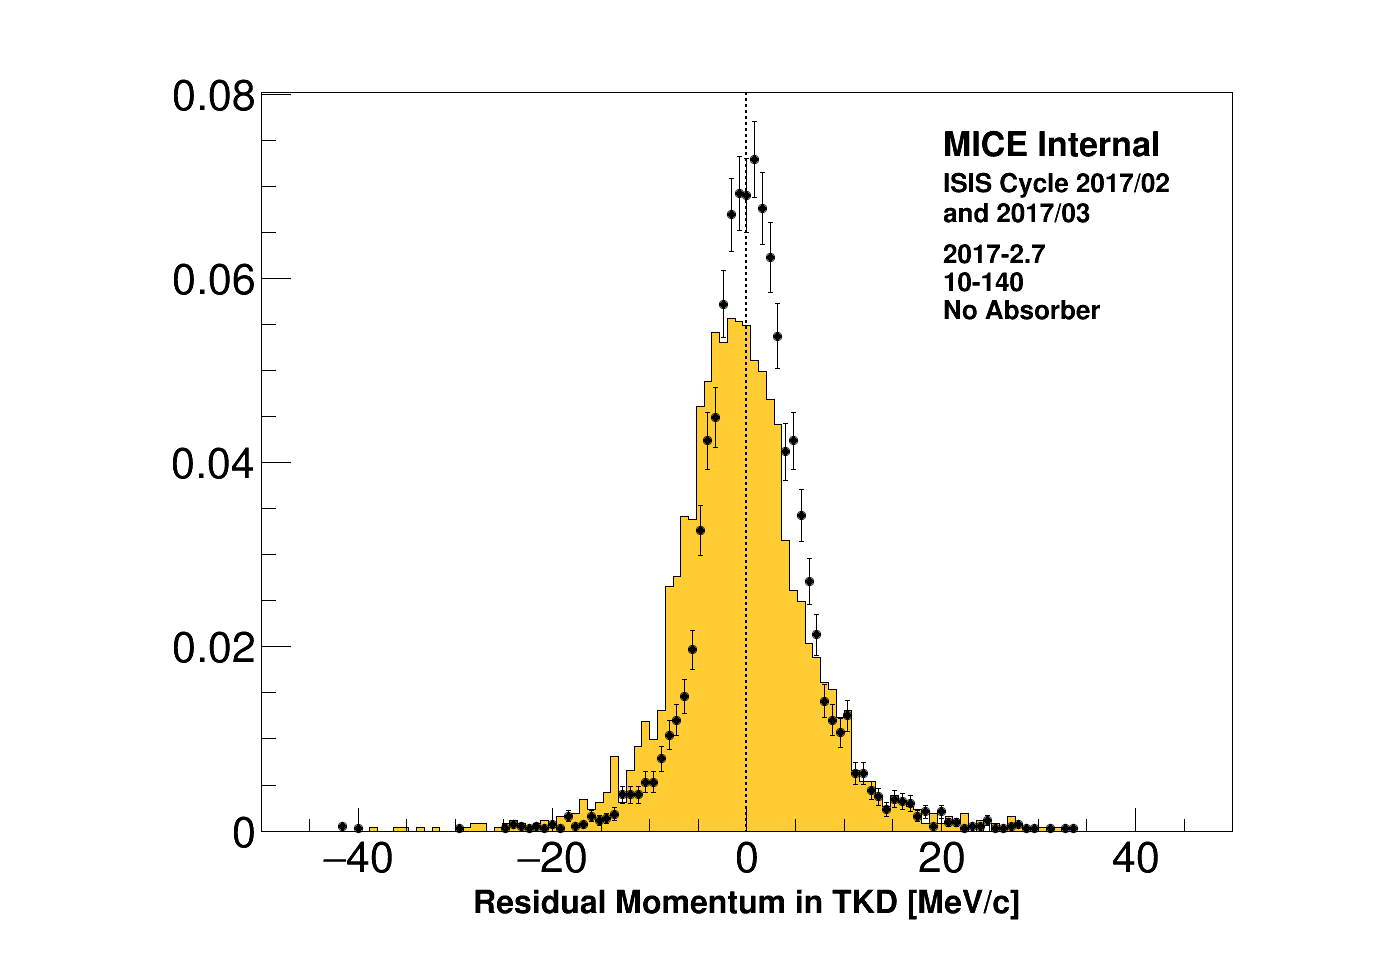 0.08
0.06
0.04
0.02
0
MICE Internal
ISIS Cycle 2017/02
and 2017/03
2017-2.7
10-140
No Absorber
−40 −20 0 20 40
Residual Momentum in TKD [MeV/c]